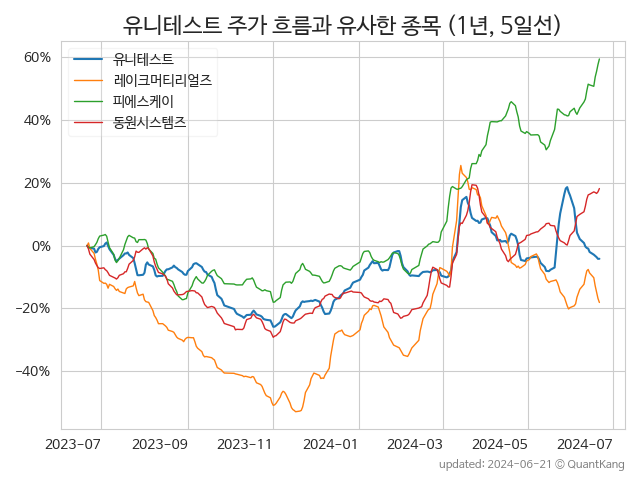 유니테스트 주가 흐름과 유사한 종목 (1년, 5일선)
유니테스트
레이크머티리얼즈
피에스케이
동원시스템즈
60%
40%
20%
0%
−20%
−40%
2023-07
2023-09
2023-11
2024-01
2024-03
2024-05
2024-07
updated: 2024-06-21 © QuantKang